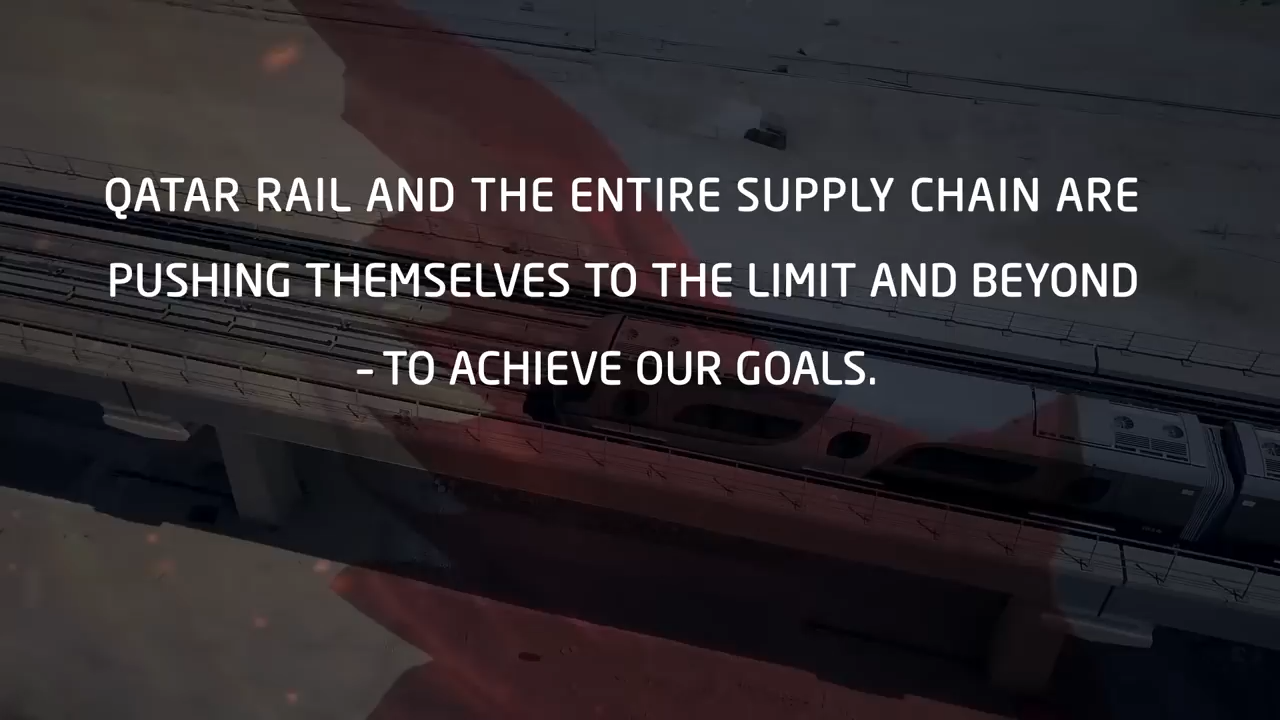 QATAR RAIL AND THE ENTIRE SUPPLY CHAIN ARE
PUSHING THEMSELVES TO THE LIMIT AND BEYOND
– TO ACHIEVE OUR GOALS.